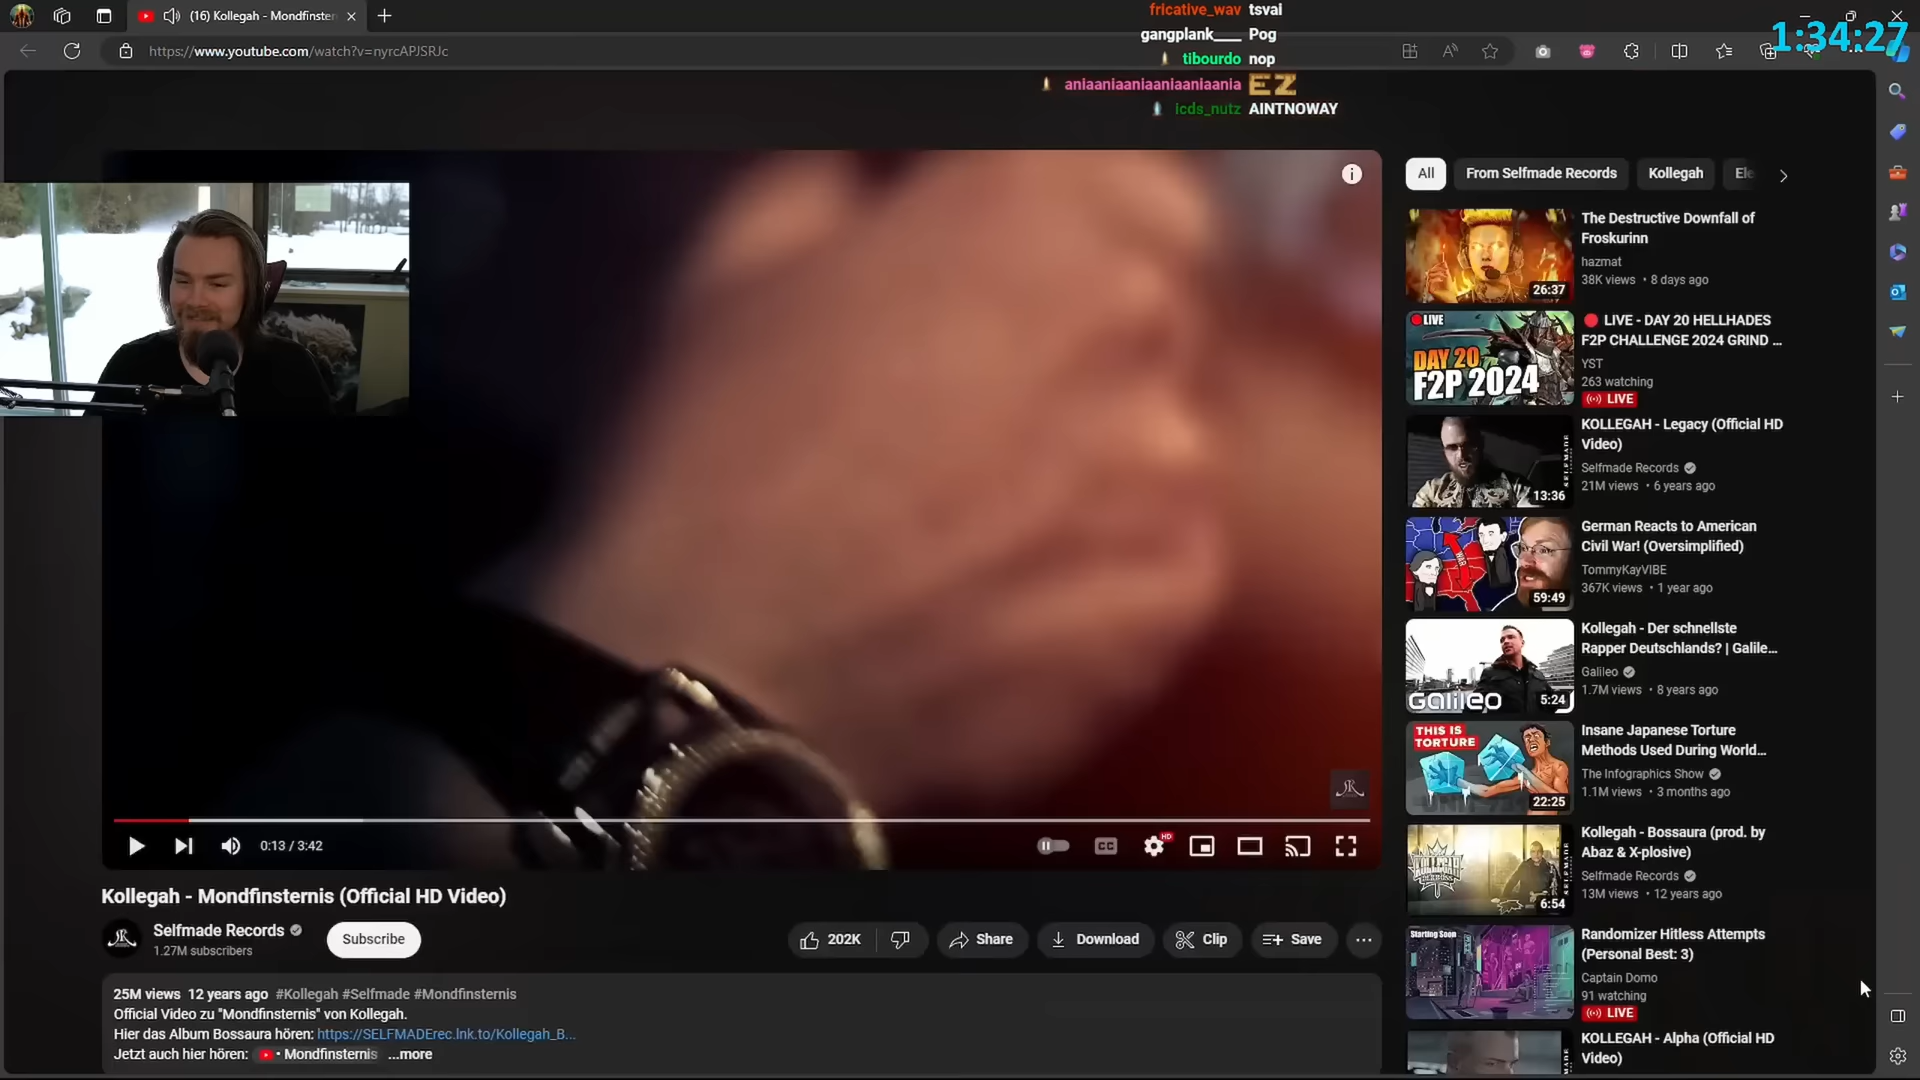 (16) Kollegah - Mondfinster
https://www.youtube.com/watch?v=nyrcAPJSRJc
fricative_wav tsvai
gangplank___ Pog
tibourdo nop
aniaaniaaniaaniaaniaania EZ
icds_nutz AINTNOWAY
1:34:27
All
From Selfmade Records
Kollegah
Ele
The Destructive Downfall of
Froskurinn
hazmat
38K views • 8 days ago
26:37
LIVE
DAY 20
F2P 2024
LIVE - DAY 20 HELLHADES
F2P CHALLENGE 2024 GRIND ...
YST
263 watching
LIVE
KOLLEGAH - Legacy (Official HD
Video)
Selfmade Records
21M views • 6 years ago
SELFMADE
13:36
German Reacts to American
Civil War! (Oversimplified)
TommyKayVIBE
367K views • 1 year ago
WAR
59:49
Kollegah - Der schnellste
Rapper Deutschlands? | Galile...
Galileo
1.7M views • 8 years ago
Galileo
5:24
THIS IS
TORTURE
Insane Japanese Torture
Methods Used During World...
The Infographics Show
1.1M views • 3 months ago
22:25
Kollegah - Bossaura (prod. by
Abaz & X-plosive)
Selfmade Records
13M views • 12 years ago
KOLLEGAH
6:54
Starting Soon
Randomizer Hitless Attempts
(Personal Best: 3)
Captain Domo
91 watching
LIVE
KOLLEGAH - Alpha (Official HD
Video)
0:13 / 3:42
CC
HD
Kollegah - Mondfinsternis (Official HD Video)
Selfmade Records
1.27M subscribers
Subscribe
202K
Share
Download
Clip
Save
25M views 12 years ago #Kollegah #Selfmade #Mondfinsternis
Official Video zu "Mondfinsternis" von Kollegah.
Hier das Album Bossaura hören: https://SELFMADErec.lnk.to/Kollegah_B...
Jetzt auch hier hören: • Mondfinsternis ...more